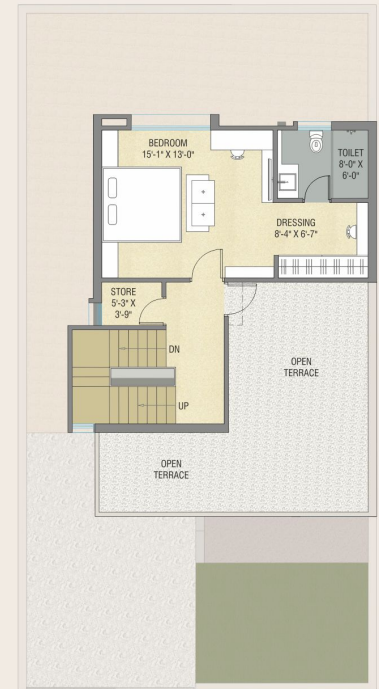 BEDROOM
15'-1" X 13'-0"
TOILET
8'-0" X
6'-0"
DRESSING
8'-4" X 6'-7"
STORE
5'-3" X
3'-9"
DN
OPEN
TERRACE
UP
OPEN
TERRACE